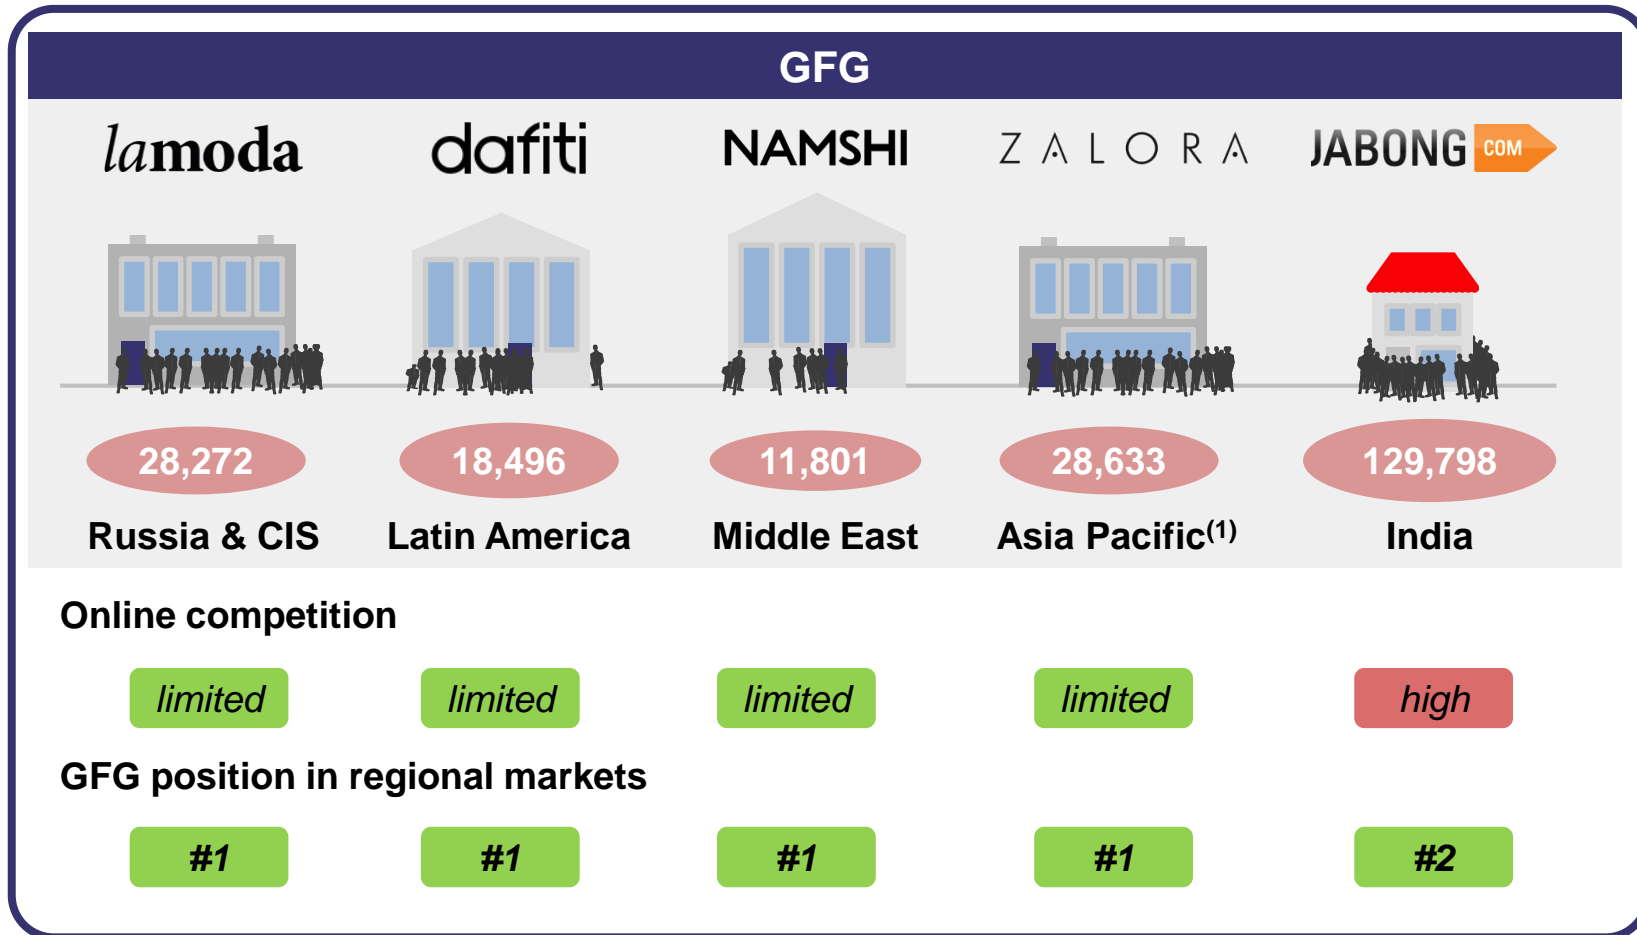 GFG
lamoda dafiti NAMSHI ZALORA JABONG COM
28,272 18,496 11,801 28,633 129,798
Russia & CIS Latin America Middle East Asia Pacific(1) India
Online competition
limited limited limited limited high
GFG position in regional markets
#1 #1 #1 #1 #2